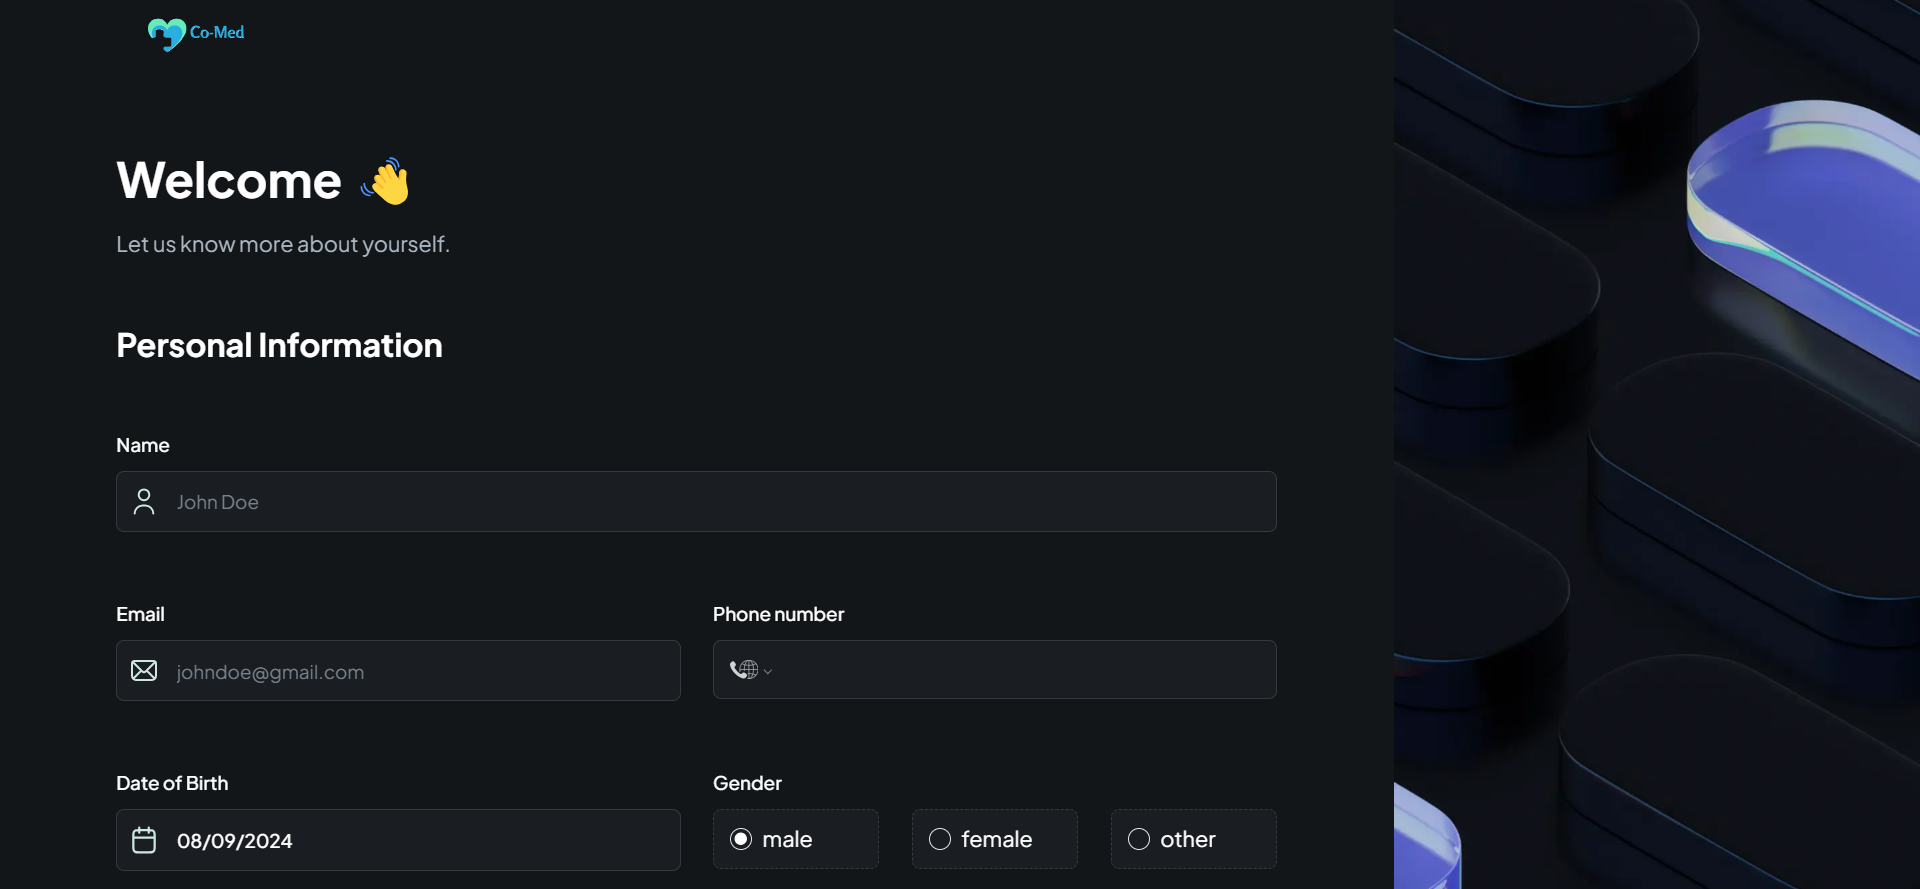 Co-Med
Welcome 👋
Let us know more about yourself.
Personal Information
Name
John Doe
Email
Phone number
johndoe@gmail.com
Date of Birth
Gender
08/09/2024
male
female
other